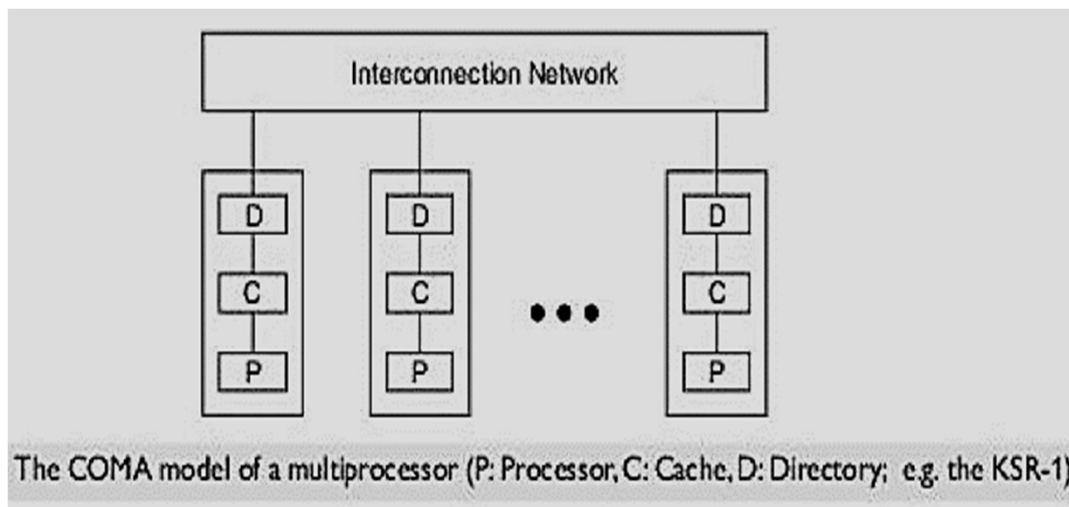 Interconnection Network
D D D
C C C
P P P
The COMA model of a multiprocessor (P: Processor, C: Cache, D: Directory; e.g. the KSR-1)